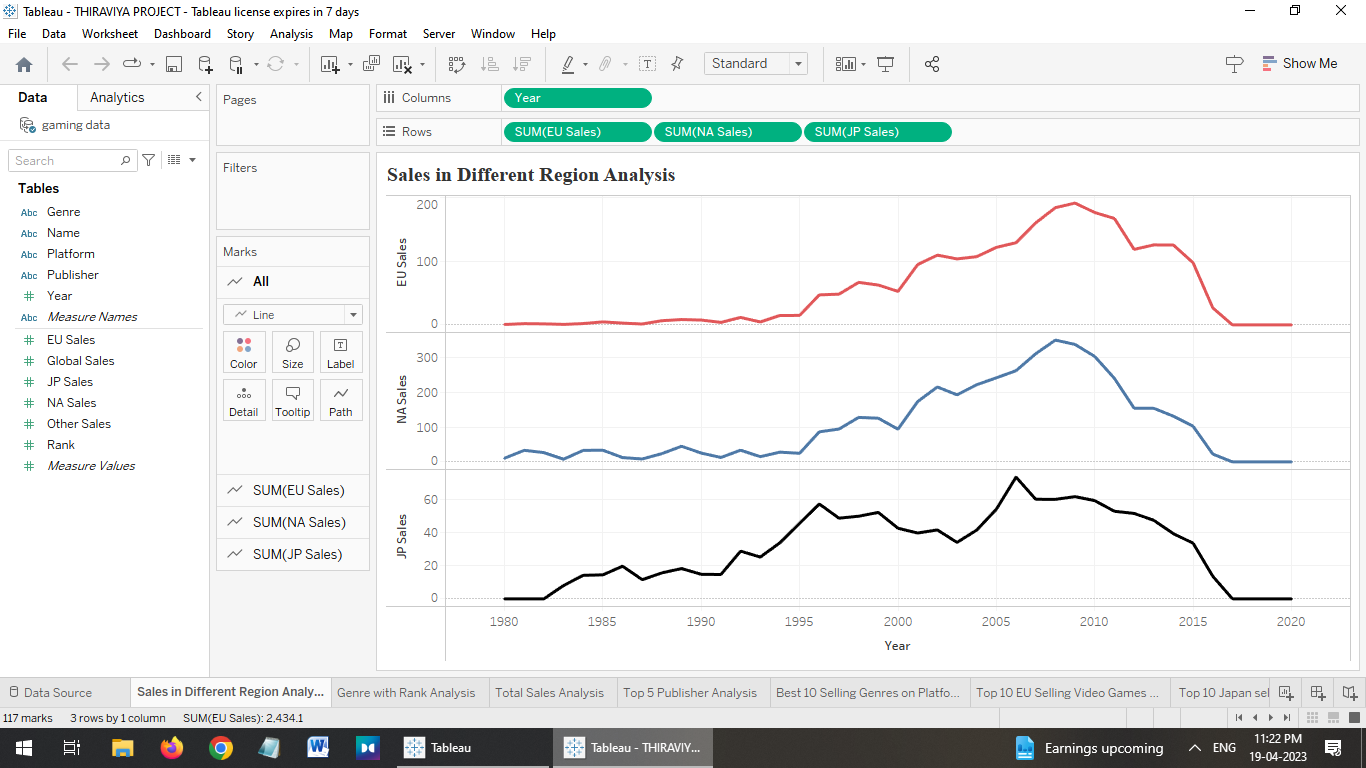 Tableau - THIRAVIYA PROJECT - Tableau license expires in 7 days
File Data Worksheet Dashboard Story Analysis Map Format Server Window Help
Standard Show Me
Data Analytics
gaming data
Search
Tables
Abc Genre
Abc Name
Abc Platform
Abc Publisher
Year
Abc Measure Names
EU Sales
Global Sales
JP Sales
NA Sales
Other Sales
Rank
Measure Values
Pages
Filters
Marks
All
Line
Color Size Label
Detail Tooltip Path
SUM(EU Sales)
SUM(NA Sales)
SUM(JP Sales)
Columns Year
Rows SUM(EU Sales) SUM(NA Sales) SUM(JP Sales)
Sales in Different Region Analysis
EU Sales
200
100
0
NA Sales
300
200
100
0
JP Sales
60
40
20
0
1980 1985 1990 1995 2000 2005 2010 2015 2020
Year
Data Source Sales in Different Region Analy... Genre with Rank Analysis Total Sales Analysis Top 5 Publisher Analysis Best 10 Selling Genres on Platfo... Top 10 EU Selling Video Games ... Top 10 Japan sel
117 marks 3 rows by 1 column SUM(EU Sales): 2,434.1
Tableau Tableau - THIRAVIY... Earnings upcoming ENG 11:22 PM
19-04-2023